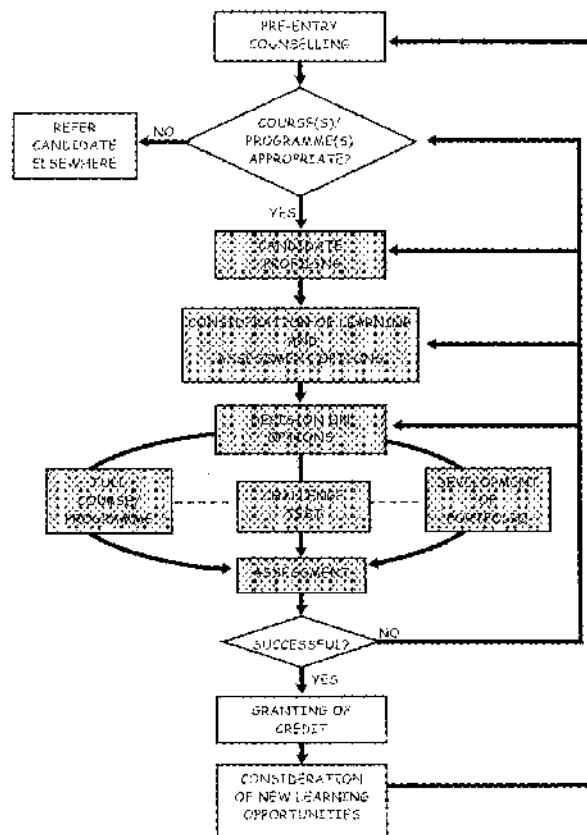 PRE-ENTRY
COUNSELLING
COURSE(S)/
PROGRAMME(S)
APPROPRIATE?
NO
REFER
CANDIDATE
ELSEWHERE
YES
CANDIDATE
PROFILING
CONSIDERATION OF LEARNING
AND
ASSESSMENT OPTIONS
DECISION ON
OPTIONS
FULL
COURSE/
PROGRAMME
CHALLENGE
TEST
DEVELOPMENT
OF
PORTFOLIO
ASSESSMENT
SUCCESSFUL?
NO
YES
GRANTING OF
CREDIT
CONSIDERATION
OF NEW LEARNING
OPPORTUNITIES